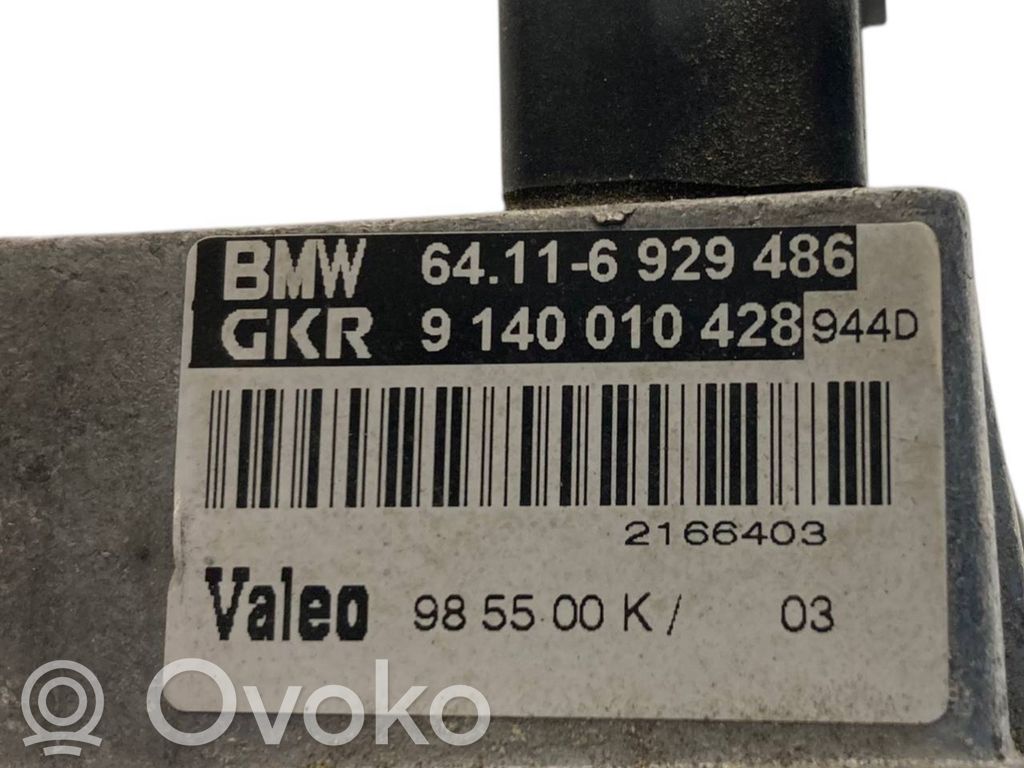 BMW 64.11-6 929 486
GKR 9 140 010 428 944D
2166403
Valeo 98 55 00 K / 03
Ovoko